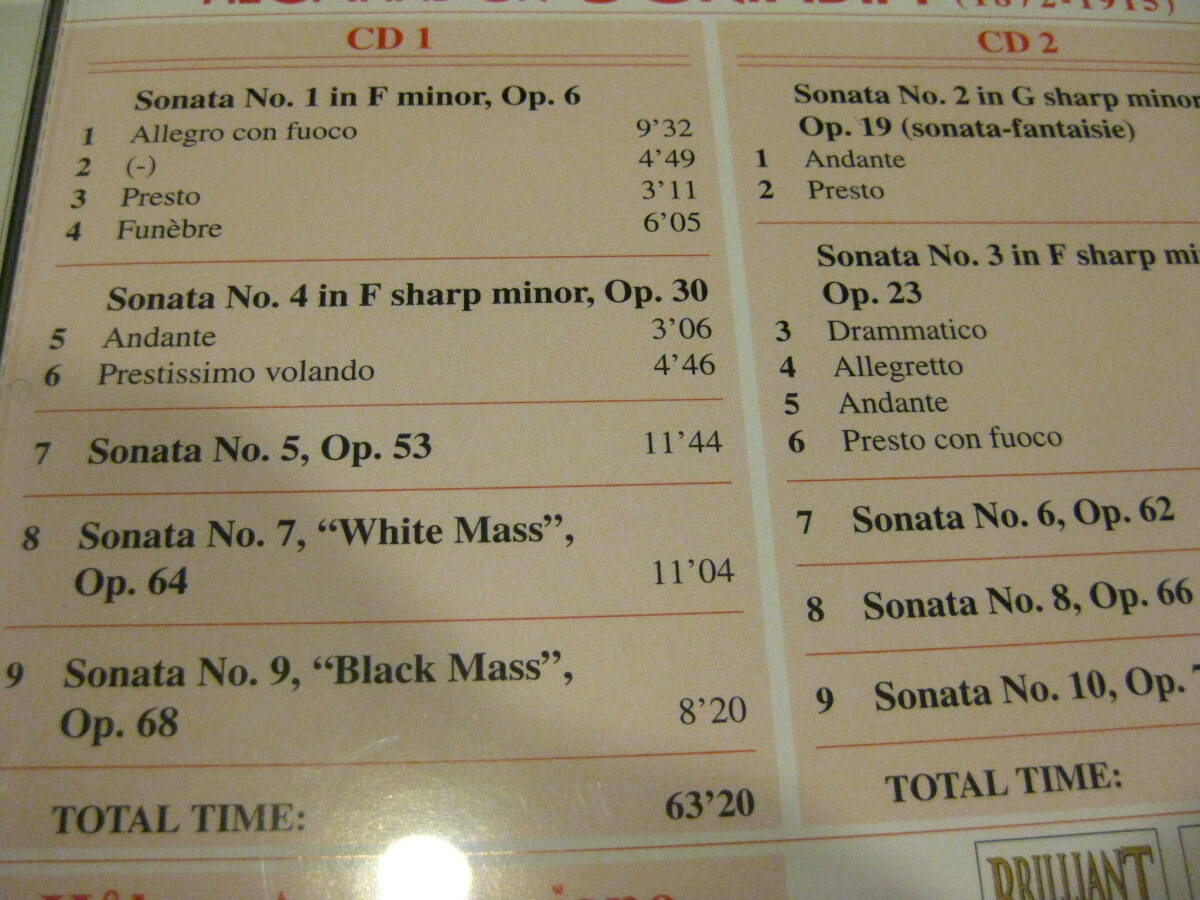 (1872-1915)
CD 1
Sonata No. 1 in F minor, Op. 6
1 Allegro con fuoco 9’32
2 (-) 4’49
3 Presto 3’11
4 Funèbre 6’05
Sonata No. 4 in F sharp minor, Op. 30
5 Andante 3’06
6 Prestissimo volando 4’46
7 Sonata No. 5, Op. 53 11’44
8 Sonata No. 7, “White Mass”,
Op. 64 11’04
9 Sonata No. 9, “Black Mass”,
Op. 68 8’20
TOTAL TIME: 63’20
CD 2
Sonata No. 2 in G sharp minor
Op. 19 (sonata-fantaisie)
1 Andante
2 Presto
Sonata No. 3 in F sharp mi
Op. 23
3 Drammatico
4 Allegretto
5 Andante
6 Presto con fuoco
7 Sonata No. 6, Op. 62
8 Sonata No. 8, Op. 66
9 Sonata No. 10, Op.
TOTAL TIME:
BRILLIANT